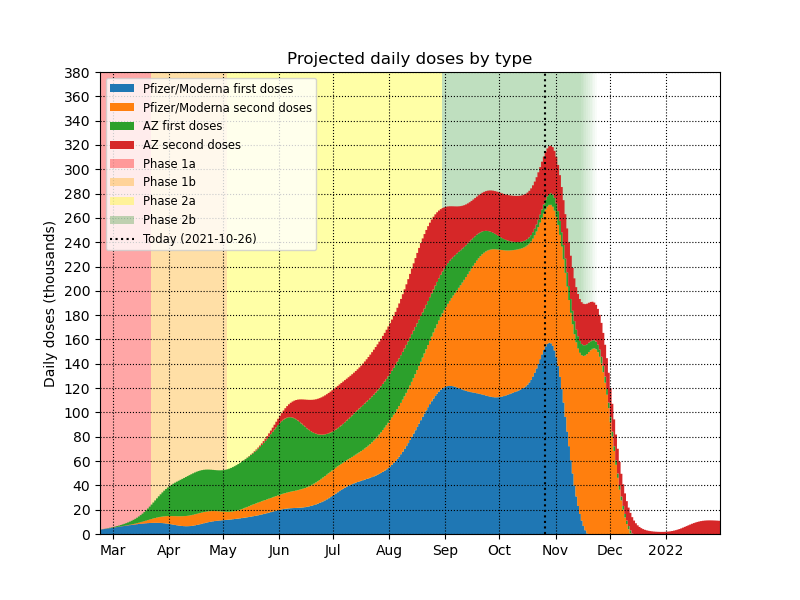 Projected daily doses by type
Daily doses (thousands)
380
360
340
320
300
280
260
240
220
200
180
160
140
120
100
80
60
40
20
0
Pfizer/Moderna first doses
Pfizer/Moderna second doses
AZ first doses
AZ second doses
Phase 1a
Phase 1b
Phase 2a
Phase 2b
Today (2021-10-26)
Mar Apr May Jun Jul Aug Sep Oct Nov Dec 2022